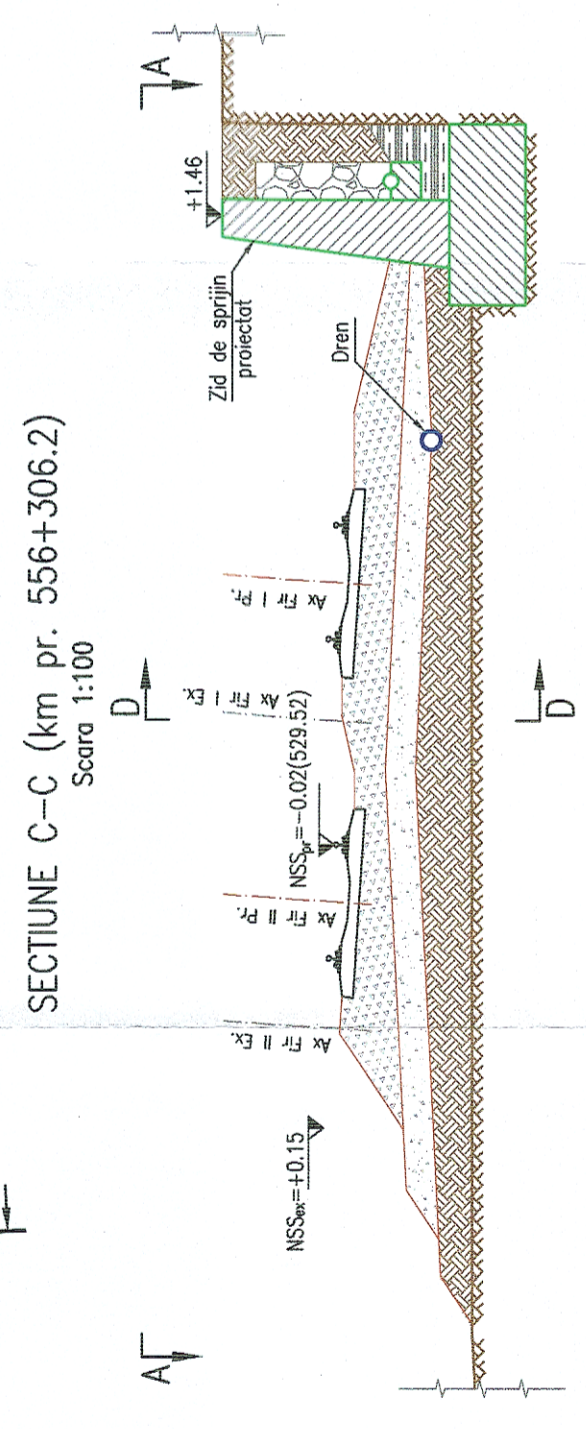 SECTIUNE C-C (km pr. 556+306.2)
Scara 1:100
A
A
D
D
+1.46
Zid de sprijin
proiectat
Dren
Ax Fir I Pr.
Ax Fir I Ex.
NSSpr=-0.02(529.52)
Ax Fir II Pr.
Ax Fir II Ex.
NSSex=+0.15